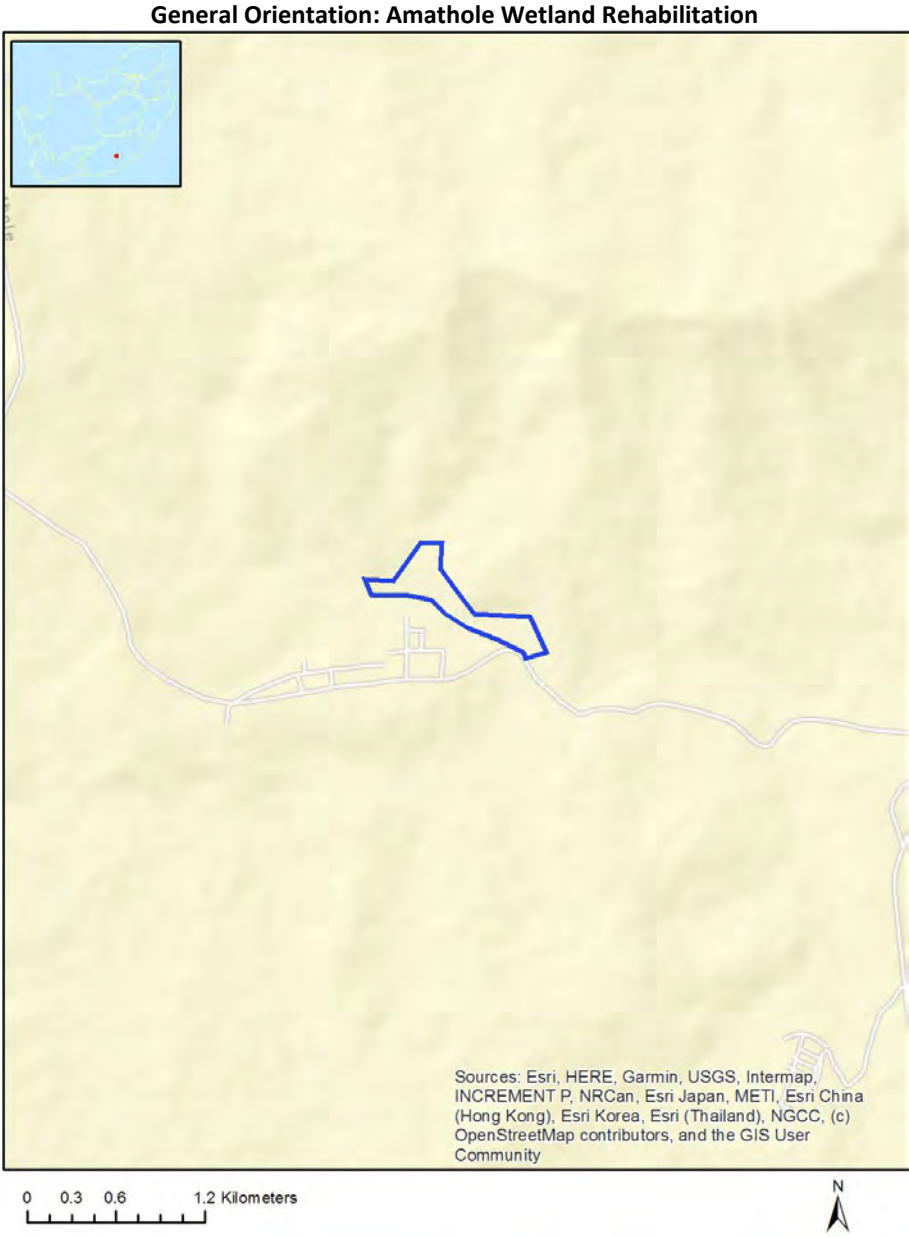 General Orientation: Amathole Wetland Rehabilitation
Sources: Esri, HERE, Garmin, USGS, Intermap,
INCREMENT P, NRCan, Esri Japan, METI, Esri China
(Hong Kong), Esri Korea, Esri (Thailand), NGCC, (c)
OpenStreetMap contributors, and the GIS User
Community
0 0.3 0.6 1.2 Kilometers
N